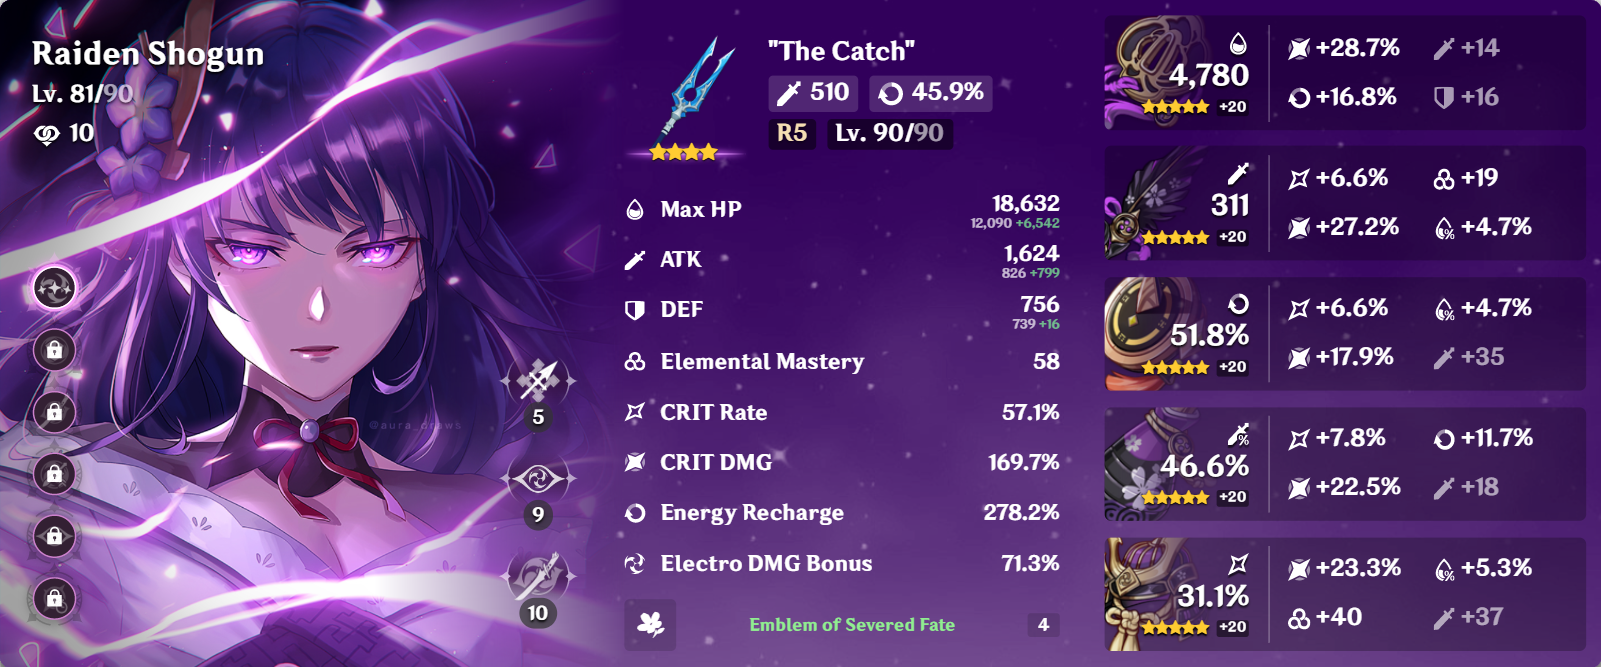 Raiden Shogun
Lv. 81/90
10
@aura_draws
5
9
10
"The Catch"
510 45.9%
R5 Lv. 90/90
Max HP 18,632
12,090 +6,542
ATK 1,624
826 +799
DEF 756
739 +16
Elemental Mastery 58
CRIT Rate 57.1%
CRIT DMG 169.7%
Energy Recharge 278.2%
Electro DMG Bonus 71.3%
Emblem of Severed Fate 4
4,780
+20
+28.7% +14
+16.8% +16
311
+20
+6.6% +19
+27.2% +4.7%
51.8%
+20
+6.6% +4.7%
+17.9% +35
46.6%
+20
+7.8% +11.7%
+22.5% +18
31.1%
+20
+23.3% +5.3%
+40 +37